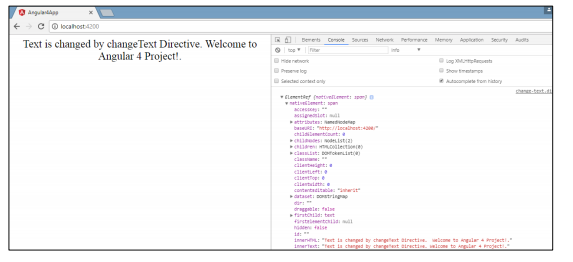 Angular4App
localhost:4200
Text is changed by changeText Directive. Welcome to
Angular 4 Project!.
Elements Console Sources Network Performance Memory Application Security Audits
top Filter Info
Hide network
Log XMLHttpRequests
Preserve log
Show timestamps
Selected context only
Autocomplete from history
change-text.di
ElementRef {nativeElement: span}
nativeElement: span
accessKey: ""
assignedSlot: null
attributes: NamedNodeMap
baseURI: "http://localhost:4200/"
childElementCount: 0
childNodes: NodeList(2)
children: HTMLCollection(0)
classList: DOMTokenList(0)
className: ""
clientHeight: 0
clientLeft: 0
clientTop: 0
clientWidth: 0
contentEditable: "inherit"
dataset: DOMStringMap
dir: ""
draggable: false
firstChild: text
firstElementChild: null
hidden: false
id: ""
innerHTML: "Text is changed by changeText Directive. Welcome to Angular 4 Project!."
innerText: "Text is changed by changeText Directive. Welcome to Angular 4 Project!."